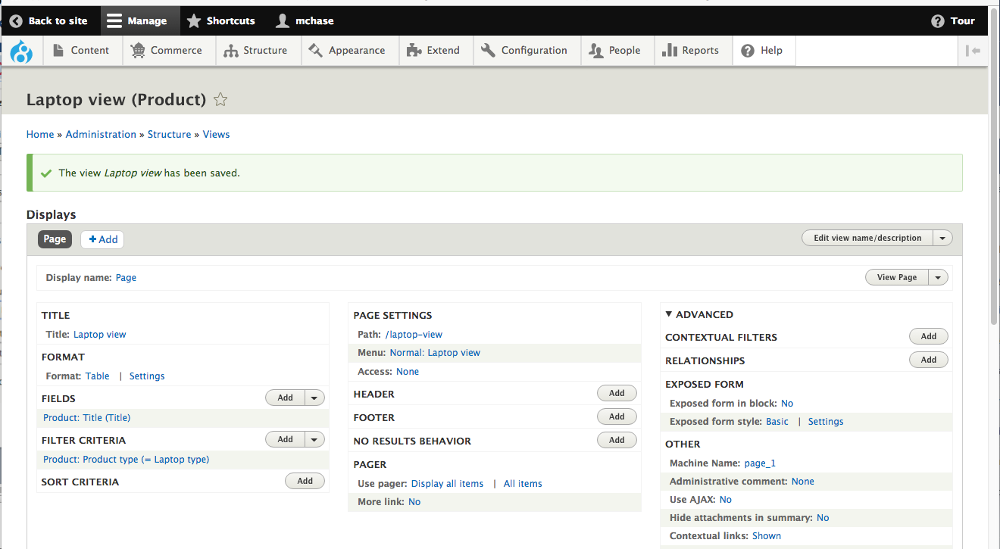 Back to site Manage Shortcuts mchase Tour
Content Commerce Structure Appearance Extend Configuration People Reports Help
Laptop view (Product)
Home » Administration » Structure » Views
The view Laptop view has been saved.
Displays
Page + Add Edit view name/description
Display name: Page View Page
TITLE
Title: Laptop view
FORMAT
Format: Table | Settings
FIELDS Add
Product: Title (Title)
FILTER CRITERIA Add
Product: Product type (= Laptop type)
SORT CRITERIA Add
PAGE SETTINGS
Path: /laptop-view
Menu: Normal: Laptop view
Access: None
HEADER Add
FOOTER Add
NO RESULTS BEHAVIOR Add
PAGER
Use pager: Display all items | All items
More link: No
ADVANCED
CONTEXTUAL FILTERS Add
RELATIONSHIPS Add
EXPOSED FORM
Exposed form in block: No
Exposed form style: Basic | Settings
OTHER
Machine Name: page_1
Administrative comment: None
Use AJAX: No
Hide attachments in summary: No
Contextual links: Shown